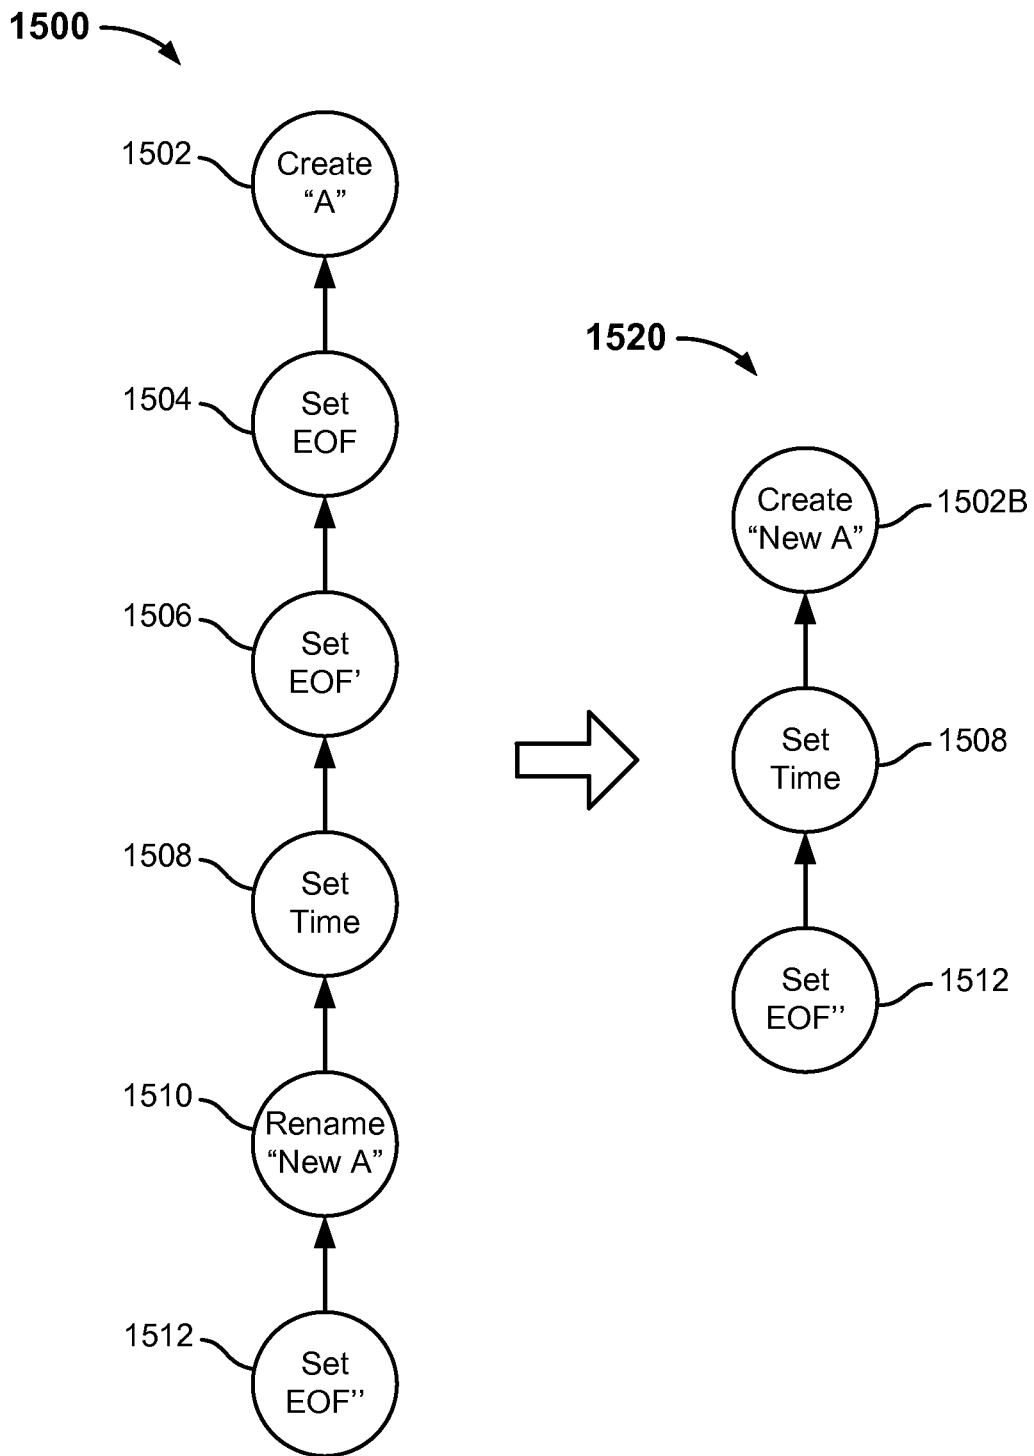 1500
1502
Create
“A”
1504
Set
EOF
1506
Set
EOF’
1508
Set
Time
1510
Rename
“New A”
1512
Set
EOF’’
1520
Create
“New A”
1502B
Set
Time
1508
Set
EOF’’
1512